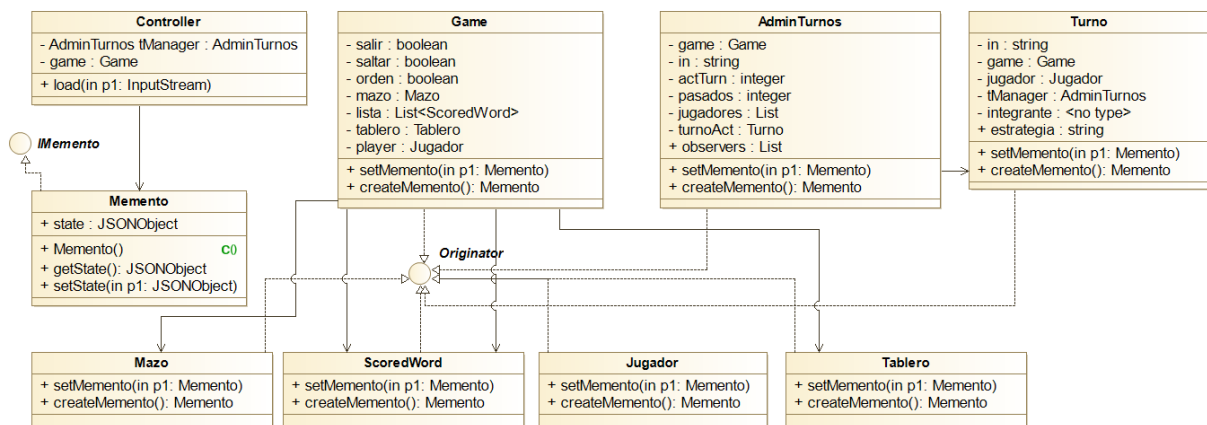 Controller
- AdminTurnos tManager : AdminTurnos
- game : Game
+ load(in p1: InputStream)
Game
- salir : boolean
- saltar : boolean
- orden : boolean
- mazo : Mazo
- lista : List<ScoredWord>
- tablero : Tablero
- player : Jugador
+ setMemento(in p1: Memento)
+ createMemento(): Memento
AdminTurnos
- game : Game
- in : string
- actTurn : integer
- pasados : integer
- jugadores : List
- turnoAct : Turno
+ observers : List
+ setMemento(in p1: Memento)
+ createMemento(): Memento
Turno
- in : string
- game : Game
- jugador : Jugador
- tManager : AdminTurnos
- integrante : <no type>
+ estrategia : string
+ setMemento(in p1: Memento)
+ createMemento(): Memento
IMemento
Memento
+ state : JSONObject
+ Memento() C()
+ getState(): JSONObject
+ setState(in p1: JSONObject)
Originator
Mazo
+ setMemento(in p1: Memento)
+ createMemento(): Memento
ScoredWord
+ setMemento(in p1: Memento)
+ createMemento(): Memento
Jugador
+ setMemento(in p1: Memento)
+ createMemento(): Memento
Tablero
+ setMemento(in p1: Memento)
+ createMemento(): Memento